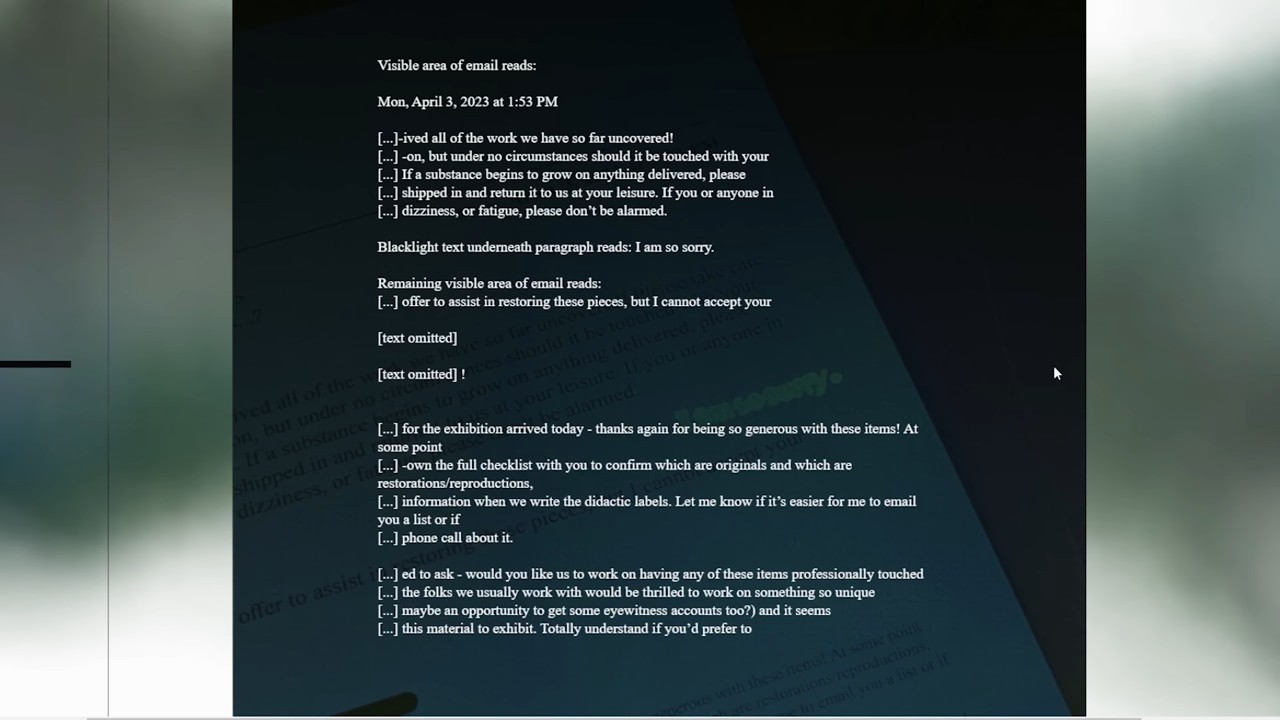 Visible area of email reads:
Mon, April 3, 2023 at 1:53 PM
[...]-ived all of the work we have so far uncovered!
[...] -on, but under no circumstances should it be touched with your
[...] If a substance begins to grow on anything delivered, please
[...] shipped in and return it to us at your leisure. If you or anyone in
[...] dizziness, or fatigue, please don’t be alarmed.
Blacklight text underneath paragraph reads: I am so sorry.
Remaining visible area of email reads:
[...] offer to assist in restoring these pieces, but I cannot accept your
[text omitted]
[text omitted] !
[...] for the exhibition arrived today - thanks again for being so generous with these items! At
some point
[...] -own the full checklist with you to confirm which are originals and which are
restorations/reproductions,
[...] information when we write the didactic labels. Let me know if it’s easier for me to email
you a list or if
[...] phone call about it.
[...] ed to ask - would you like us to work on having any of these items professionally touched
[...] the folks we usually work with would be thrilled to work on something so unique
[...] maybe an opportunity to get some eyewitness accounts too?) and it seems
[...] this material to exhibit. Totally understand if you’d prefer to